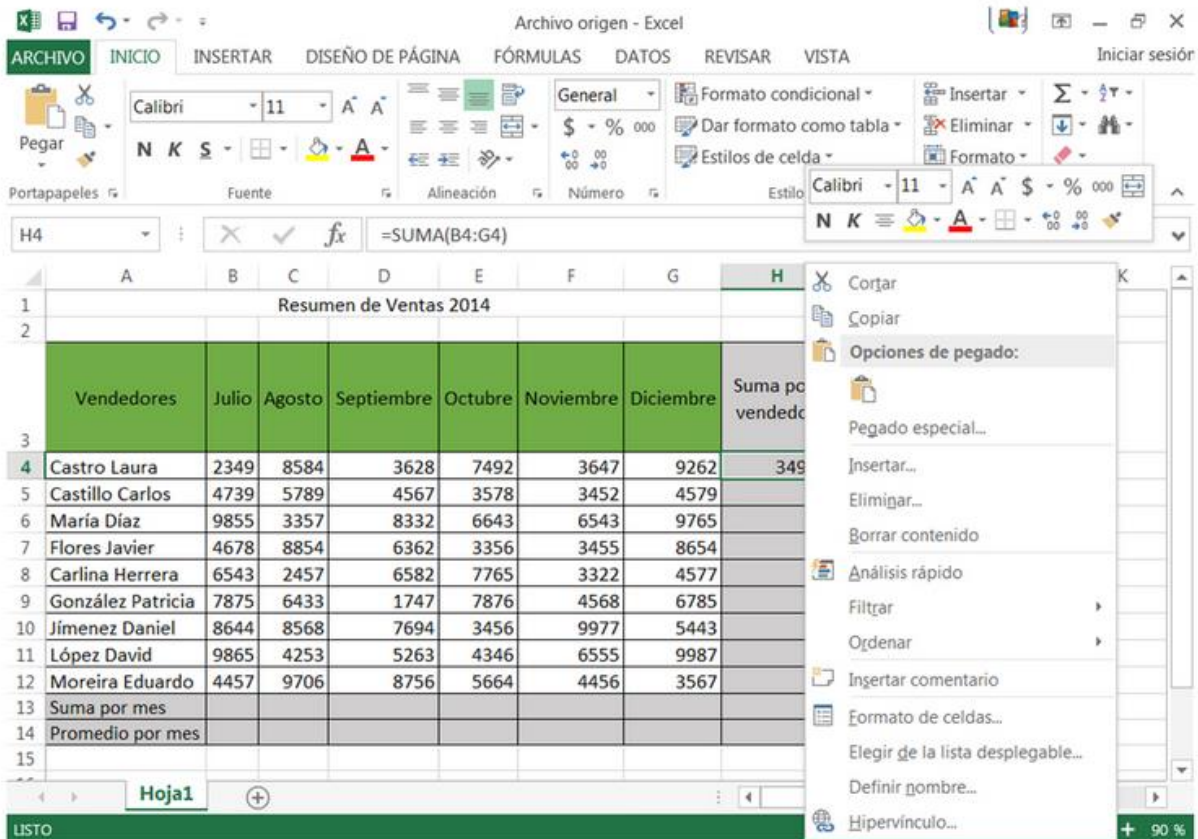 Archivo origen - Excel
ARCHIVO INICIO INSERTAR DISEÑO DE PÁGINA FÓRMULAS DATOS REVISAR VISTA Iniciar sesión
Pegar
Calibri 11 A A
N K S A
General
$ % 000
Formato condicional
Dar formato como tabla
Estilos de celda
Insertar
Eliminar
Formato
Σ
Portapapeles Fuente Alineación Número Estilo
Calibri 11 A A $ % 000
N K A
H4 fx =SUMA(B4:G4)
A B C D E F G H K
1 Resumen de Ventas 2014
2
3 Vendedores Julio Agosto Septiembre Octubre Noviembre Diciembre Suma po
vendedo
4 Castro Laura 2349 8584 3628 7492 3647 9262 349
5 Castillo Carlos 4739 5789 4567 3578 3452 4579
6 María Díaz 9855 3357 8332 6643 6543 9765
7 Flores Javier 4678 8854 6362 3356 3455 8654
8 Carlina Herrera 6543 2457 6582 7765 3322 4577
9 González Patricia 7875 6433 1747 7876 4568 6785
10 Jímenez Daniel 8644 8568 7694 3456 9977 5443
11 López David 9865 4253 5263 4346 6555 9987
12 Moreira Eduardo 4457 9706 8756 5664 4456 3567
13 Suma por mes
14 Promedio por mes
15
Cortar
Copiar
Opciones de pegado:
Pegado especial...
Insertar...
Eliminar...
Borrar contenido
Análisis rápido
Filtrar
Ordenar
Insertar comentario
Formato de celdas...
Elegir de la lista desplegable...
Definir nombre...
Hipervínculo...
Hoja1
LISTO 90 %